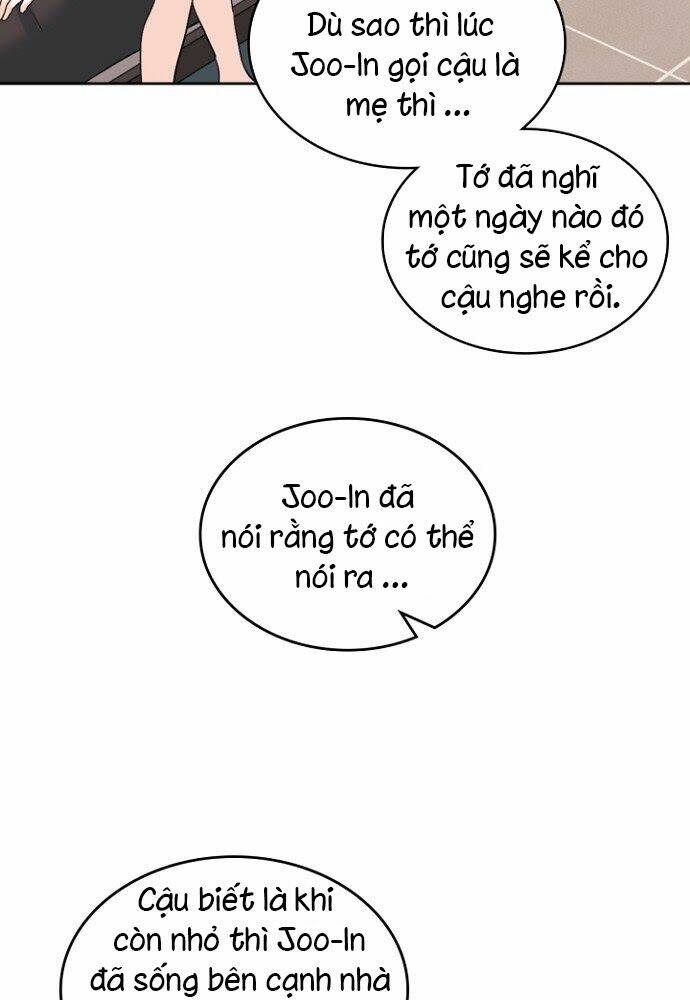 Dù sao thì lúc
Joo-In gọi cậu là
mẹ thì ...
Tớ đã nghĩ
một ngày nào đó
tớ cũng sẽ kể cho
cậu nghe rồi.
Joo-In đã
nói rằng tớ có thể
nói ra ...
Cậu biết là khi
còn nhỏ thì Joo-In
đã sống bên cạnh nhà